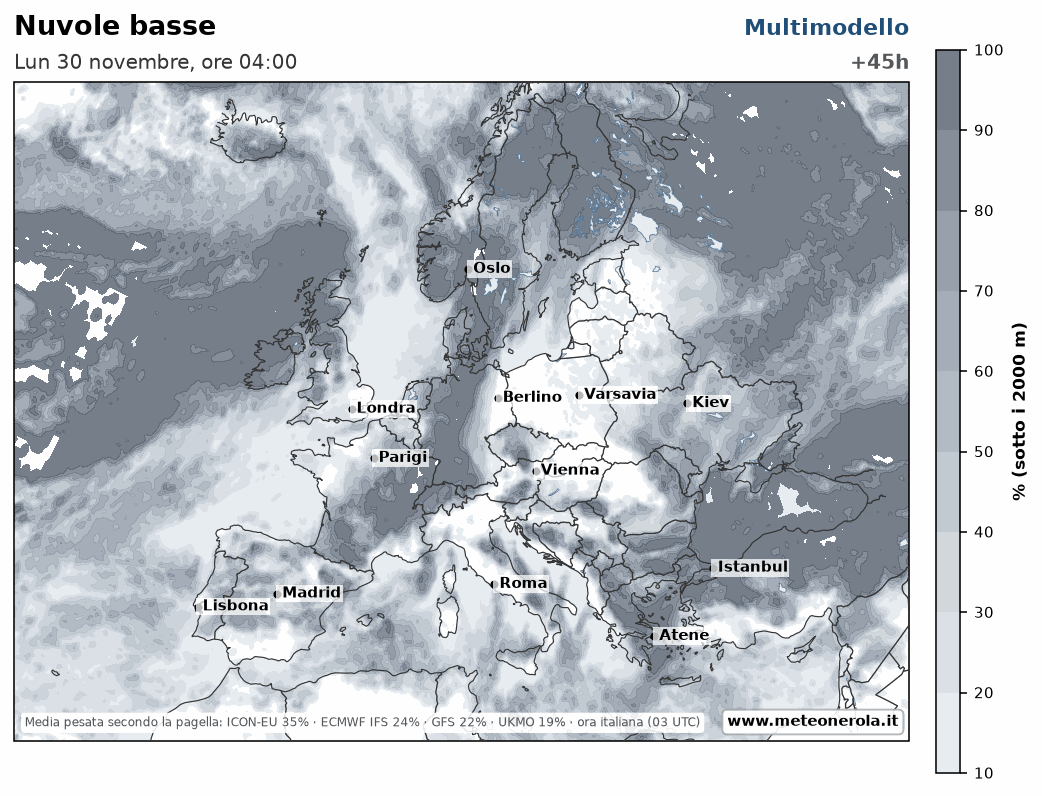 Nuvole basse
Multimodello
Lun 30 novembre, ore 04:00
+45h
100
90
80
70
60
50
40
30
20
10
% (sotto i 2000 m)
Oslo
Berlino
Varsavia
Kiev
Londra
Parigi
Vienna
Istanbul
Roma
Madrid
Lisbona
Atene
Media pesata secondo la pagella: ICON-EU 35% · ECMWF IFS 24% · GFS 22% · UKMO 19% · ora italiana (03 UTC)
www.meteonerola.it